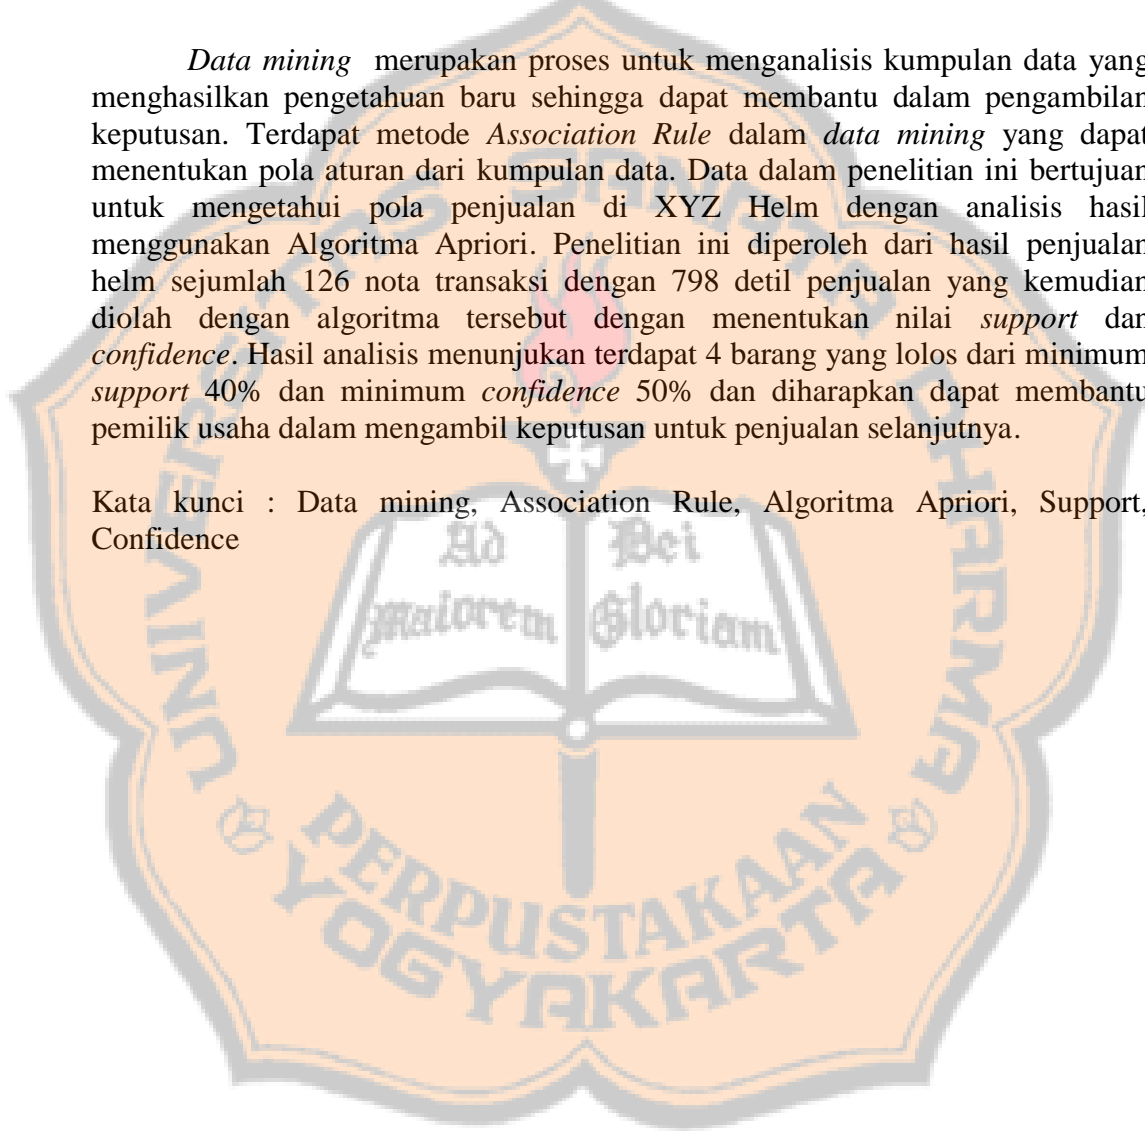 Data mining merupakan proses untuk menganalisis kumpulan data yang
menghasilkan pengetahuan baru sehingga dapat membantu dalam pengambilan
keputusan. Terdapat metode Association Rule dalam data mining yang dapat
menentukan pola aturan dari kumpulan data. Data dalam penelitian ini bertujuan
untuk mengetahui pola penjualan di XYZ Helm dengan analisis hasil
menggunakan Algoritma Apriori. Penelitian ini diperoleh dari hasil penjualan
helm sejumlah 126 nota transaksi dengan 798 detil penjualan yang kemudian
diolah dengan algoritma tersebut dengan menentukan nilai support dan
confidence. Hasil analisis menunjukan terdapat 4 barang yang lolos dari minimum
support 40% dan minimum confidence 50% dan diharapkan dapat membantu
pemilik usaha dalam mengambil keputusan untuk penjualan selanjutnya.
Kata kunci : Data mining, Association Rule, Algoritma Apriori, Support,
Confidence
UNIVERSITAS SANATA DHARMA
Ad Dei
Maiorem Gloriam
PERPUSTAKAAN
YOGYAKARTA